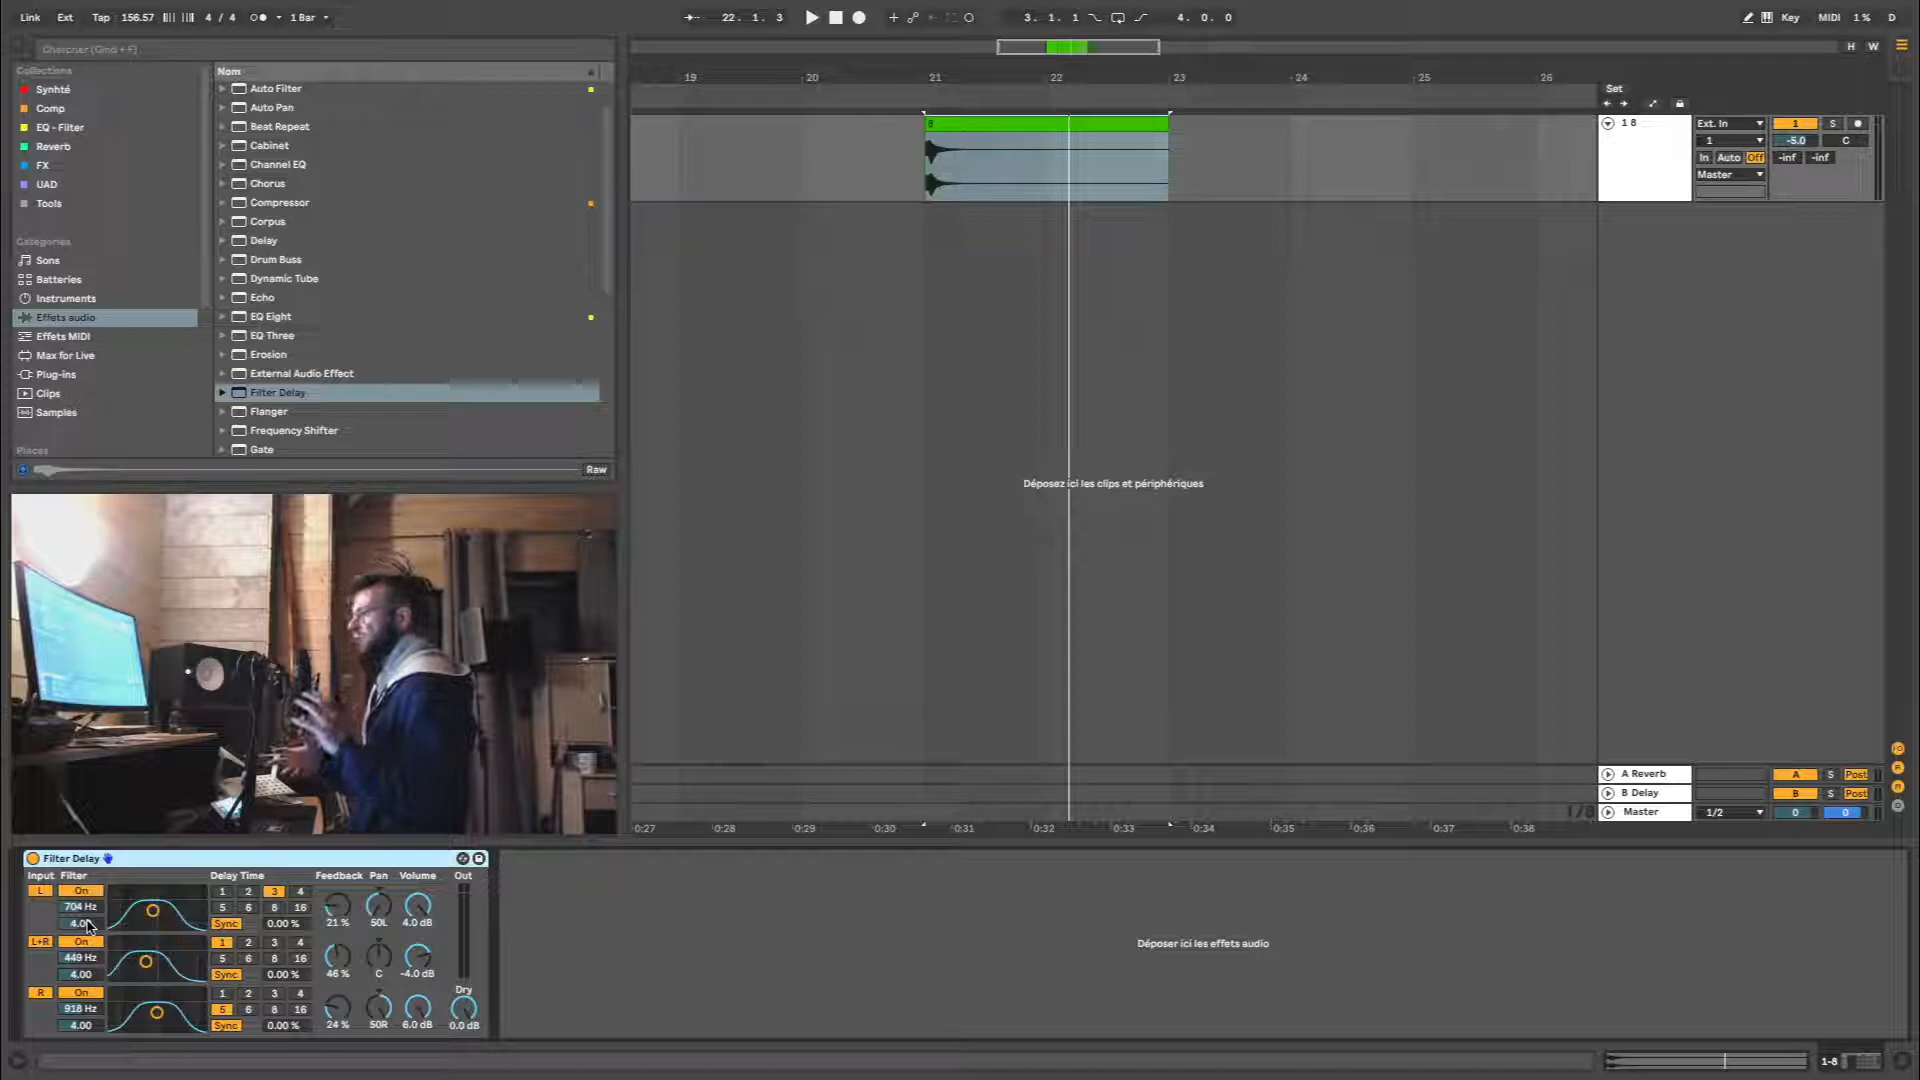 Link Ext Tap 156.57 4 / 4 1 Bar 22. 1. 3 3. 1. 1 4. 0. 0 Key MIDI 1 % D
Chercher (Cmd + F)
H W
Collections
Synhté
Comp
EQ - Filter
Reverb
FX
UAD
Tools
Catégories
Sons
Batteries
Instruments
Effets audio
Effets MIDI
Max for Live
Plug-ins
Clips
Samples
Places
Nom
Auto Filter
Auto Pan
Beat Repeat
Cabinet
Channel EQ
Chorus
Compressor
Corpus
Delay
Drum Buss
Dynamic Tube
Echo
EQ Eight
EQ Three
Erosion
External Audio Effect
Filter Delay
Flanger
Frequency Shifter
Gate
Raw
19 20 21 22 23 24 25 26
8
Déposez ici les clips et périphériques
Set
1 8 Ext. In 1 S
1 -5.0 C
In Auto Off -inf -inf
Master
A Reverb A S Post
B Delay B S Post
1/8 Master 1/2 0 0
0:27 0:28 0:29 0:30 0:31 0:32 0:33 0:34 0:35 0:36 0:37 0:38
Filter Delay
Input Filter Delay Time Feedback Pan Volume Out
L On 1 2 3 4
704 Hz 5 6 8 16
4.00 Sync 0.00 % 21 % 50L 4.0 dB
L+R On 1 2 3 4
449 Hz 5 6 8 16
4.00 Sync 0.00 % 46 % C -4.0 dB
R On 1 2 3 4 Dry
918 Hz 5 6 8 16
4.00 Sync 0.00 % 24 % 50R 6.0 dB 0.0 dB
Déposer ici les effets audio
1-8